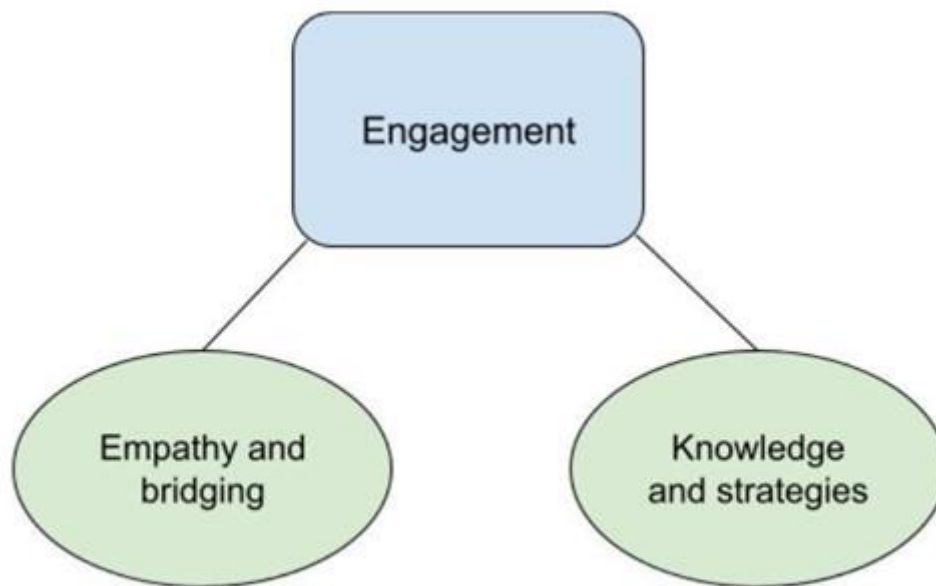 Engagement
Empathy and
bridging
Knowledge
and strategies